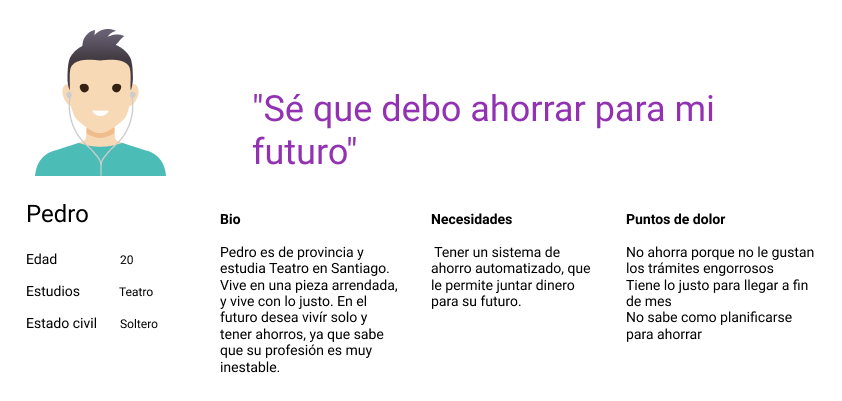 "Sé que debo ahorrar para mi
futuro"
Pedro
Edad 20
Estudios Teatro
Estado civil Soltero
Bio
Pedro es de provincia y
estudia Teatro en Santiago.
Vive en una pieza arrendada,
y vive con lo justo. En el
futuro desea vivír solo y
tener ahorros, ya que sabe
que su profesión es muy
inestable.
Necesidades
Tener un sistema de
ahorro automatizado, que
le permite juntar dinero
para su futuro.
Puntos de dolor
No ahorra porque no le gustan
los trámites engorrosos
Tiene lo justo para llegar a fin
de mes
No sabe como planificarse
para ahorrar